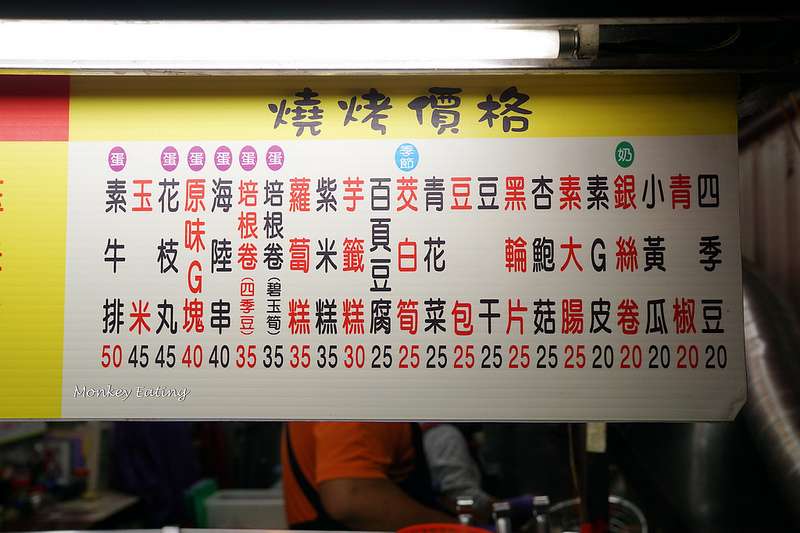 燒烤價格
蛋 素牛排 50
玉米 45
蛋 花枝丸 45
蛋 原味G塊 40
蛋 海陸串 40
蛋 培根卷(四季豆) 35
蛋 培根卷(碧玉筍) 35
蘿蔔糕 35
紫米糕 35
芋籤糕 30
百頁豆腐 25
季節 茭白筍 25
青花菜 25
豆包 25
豆干 25
黑輪片 25
杏鮑菇 25
素大腸 25
素G皮 20
奶 銀絲卷 20
小黃瓜 20
青椒 20
四季豆 20
Monkey Eating